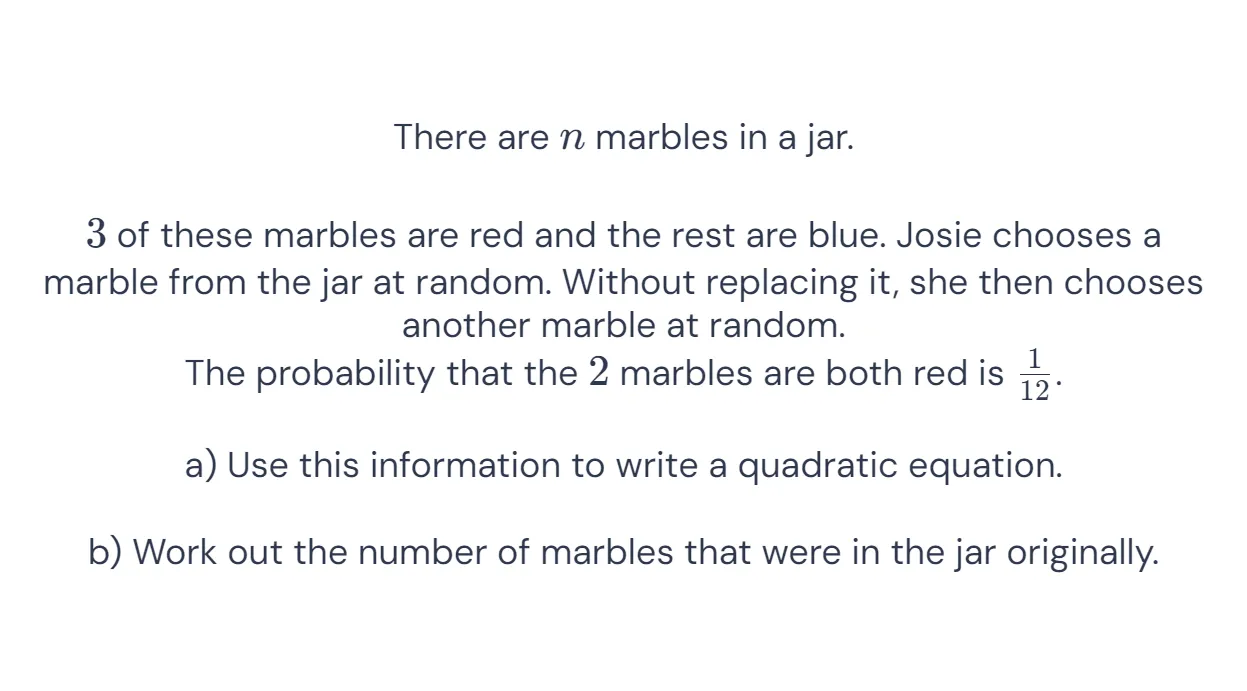 There are n marbles in a jar.
3 of these marbles are red and the rest are blue. Josie chooses a
marble from the jar at random. Without replacing it, she then chooses
another marble at random.
The probability that the 2 marbles are both red is 1/12.
a) Use this information to write a quadratic equation.
b) Work out the number of marbles that were in the jar originally.